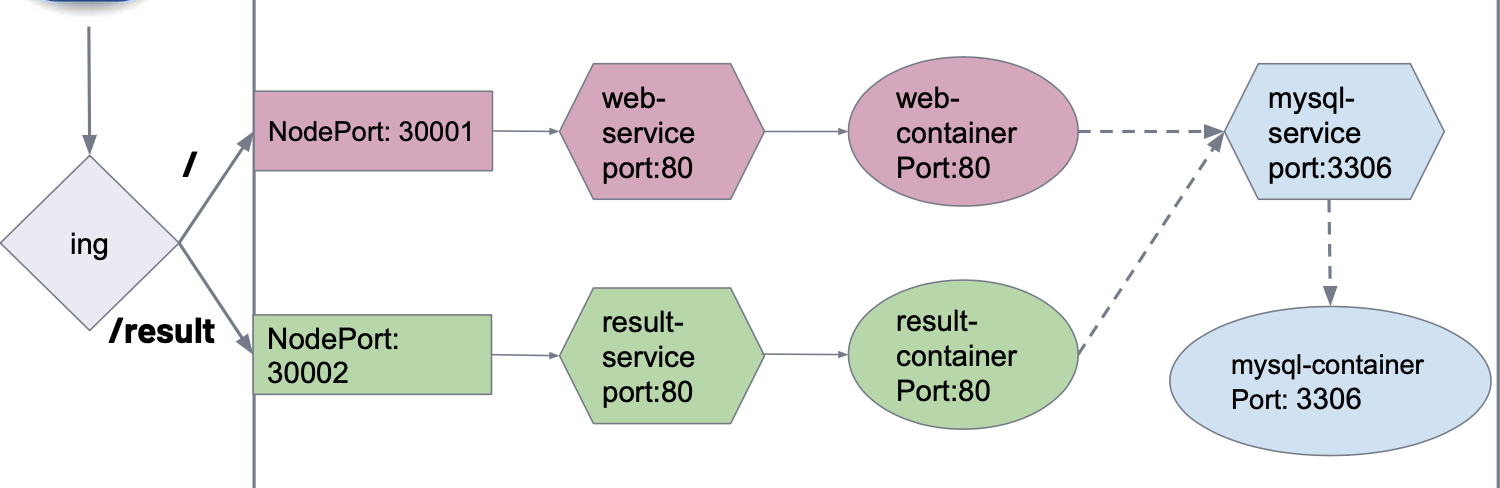 /
NodePort: 30001
web-
service
port:80
web-
container
Port:80
mysql-
service
port:3306
ing
/result
NodePort:
30002
result-
service
port:80
result-
container
Port:80
mysql-container
Port: 3306